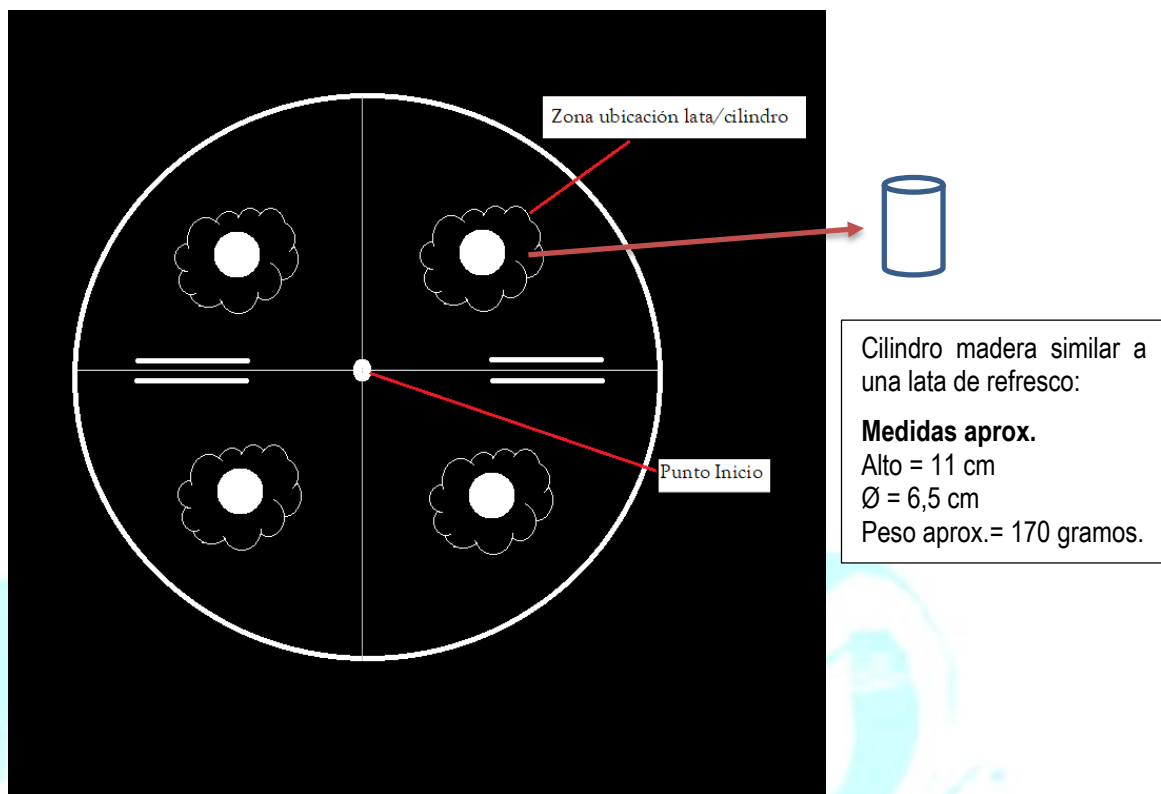 Zona ubicación lata/cilindro
Cilindro madera similar a
una lata de refresco:
Medidas aprox.
Alto = 11 cm
Ø = 6,5 cm
Peso aprox.= 170 gramos.
Punto Inicio